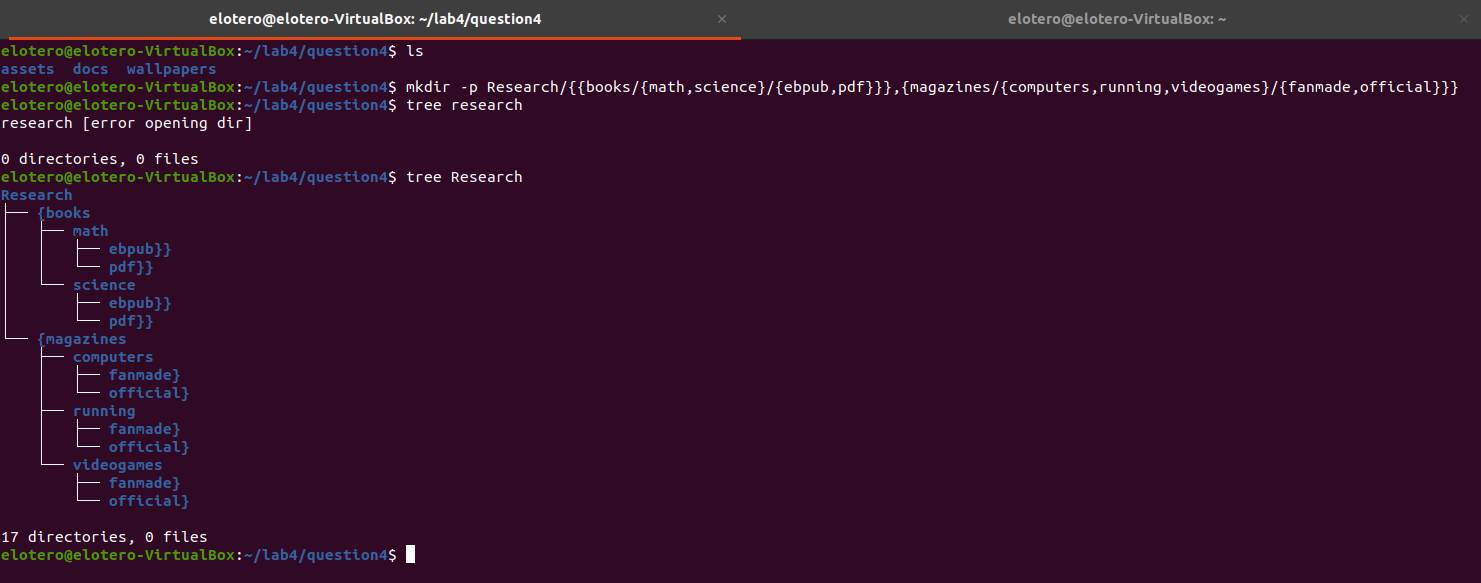 elotero@elotero-VirtualBox: ~/lab4/question4 × elotero@elotero-VirtualBox: ~ ×
elotero@elotero-VirtualBox:~/lab4/question4$ ls
assets  docs  wallpapers
elotero@elotero-VirtualBox:~/lab4/question4$ mkdir -p Research/{{books/{math,science}/{ebpub,pdf}}},{magazines/{computers,running,videogames}/{fanmade,official}}}
elotero@elotero-VirtualBox:~/lab4/question4$ tree research
research [error opening dir]

0 directories, 0 files
elotero@elotero-VirtualBox:~/lab4/question4$ tree Research
Research
├── {books
│   ├── math
│   │   ├── ebpub}}
│   │   └── pdf}}
│   └── science
│       ├── ebpub}}
│       └── pdf}}
└── {magazines
    ├── computers
    │   ├── fanmade}
    │   └── official}
    ├── running
    │   ├── fanmade}
    │   └── official}
    └── videogames
        ├── fanmade}
        └── official}

17 directories, 0 files
elotero@elotero-VirtualBox:~/lab4/question4$